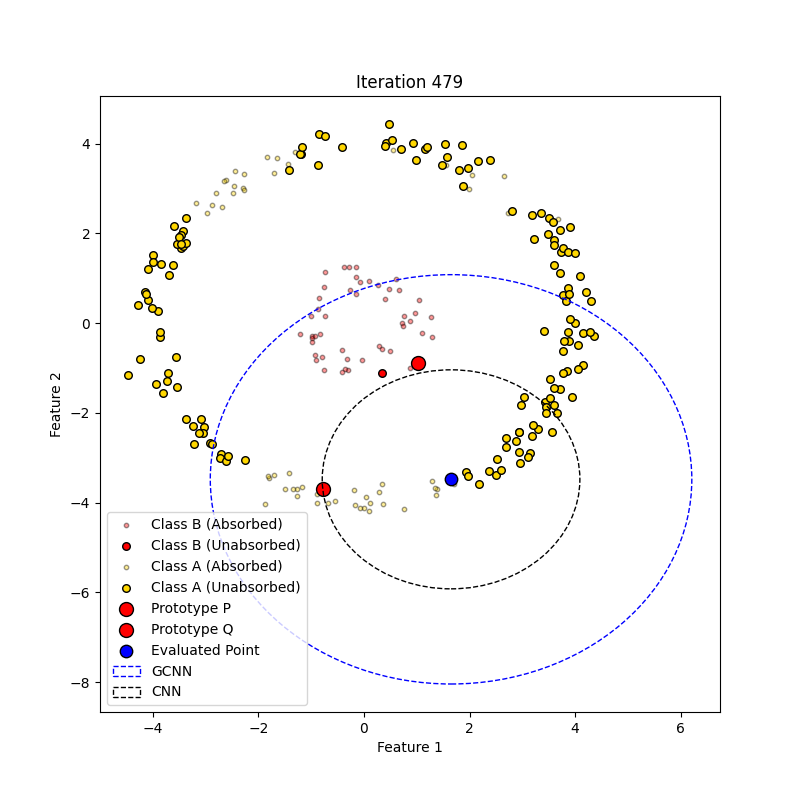 Iteration 479
4
2
0
−2
−4
−6
−8
Feature 2
Class B (Absorbed)
Class B (Unabsorbed)
Class A (Absorbed)
Class A (Unabsorbed)
Prototype P
Prototype Q
Evaluated Point
GCNN
CNN
−4 −2 0 2 4 6
Feature 1